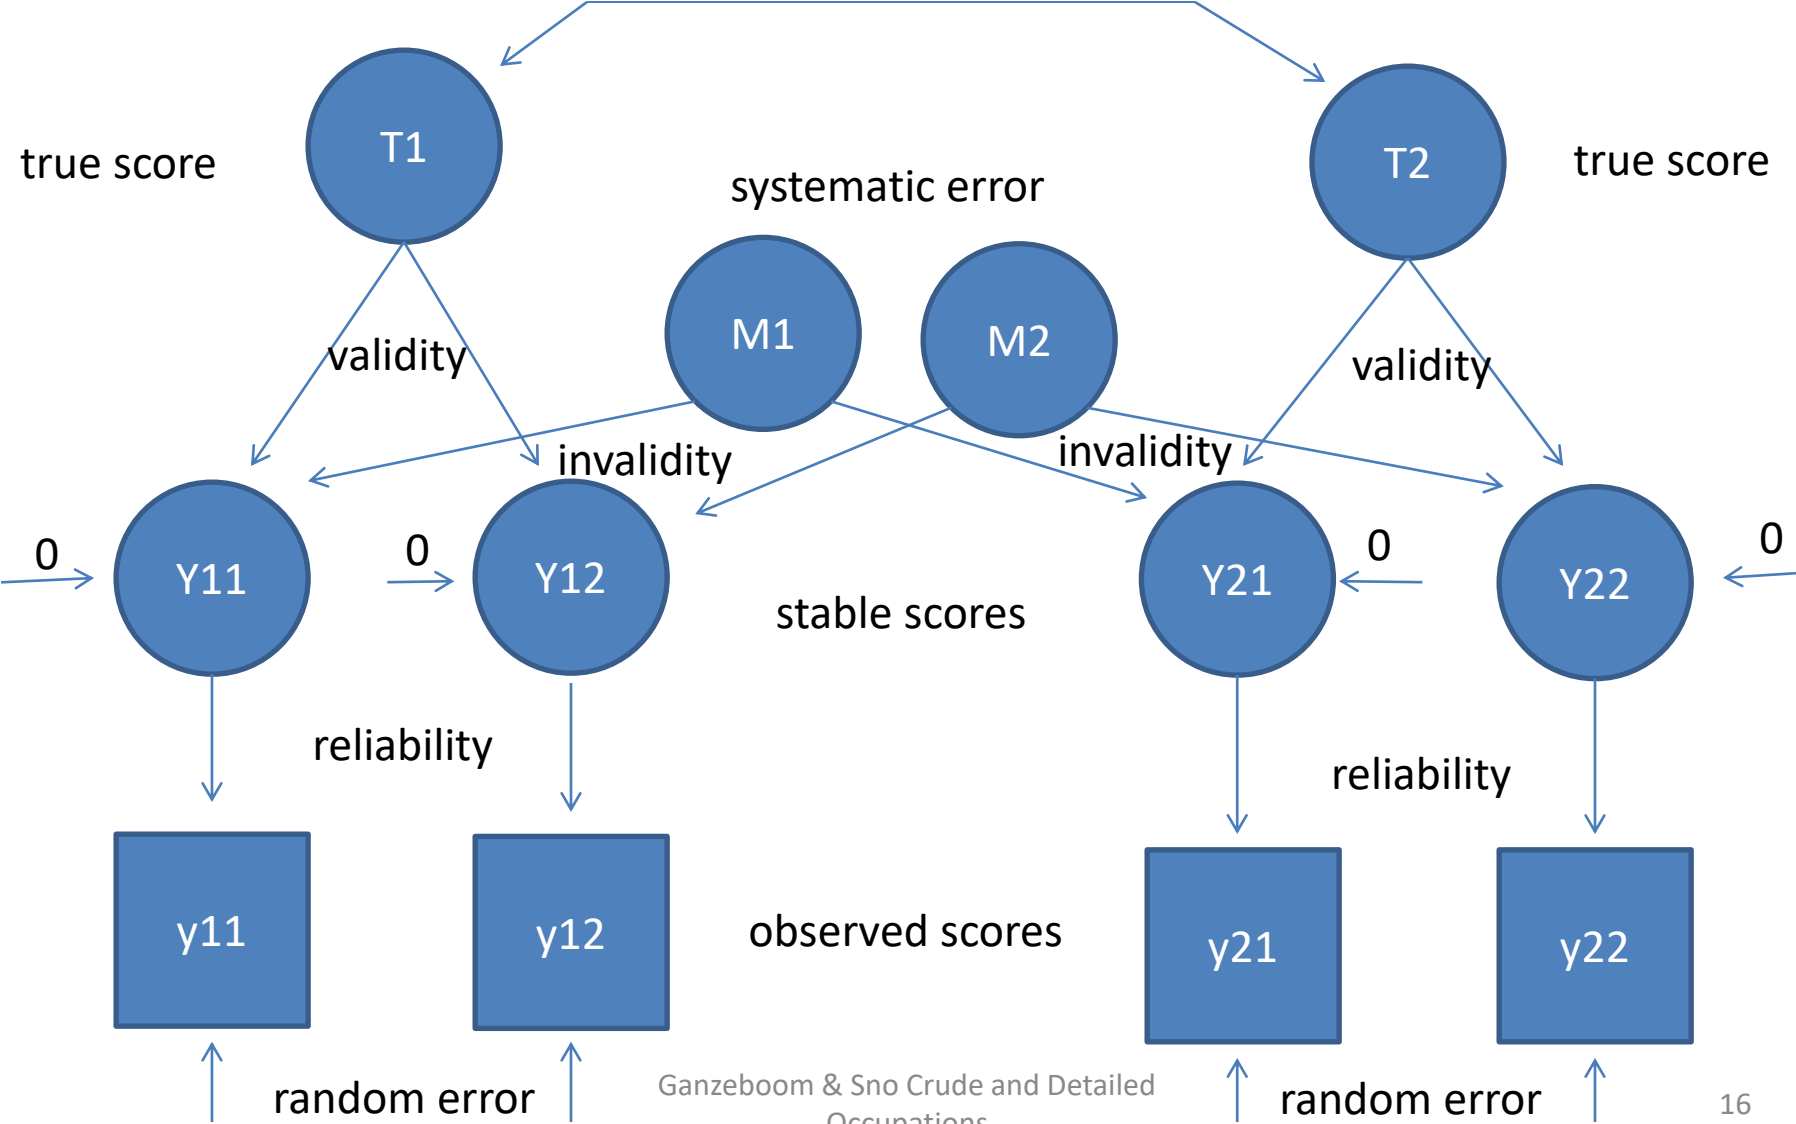 T1
T2
true score
true score
systematic error
M1
M2
validity
validity
invalidity
invalidity
0
0
0
0
Y11
Y12
Y21
Y22
stable scores
reliability
reliability
y11
y12
y21
y22
observed scores
random error
random error
Ganzeboom & Sno Crude and Detailed
Occupations
16